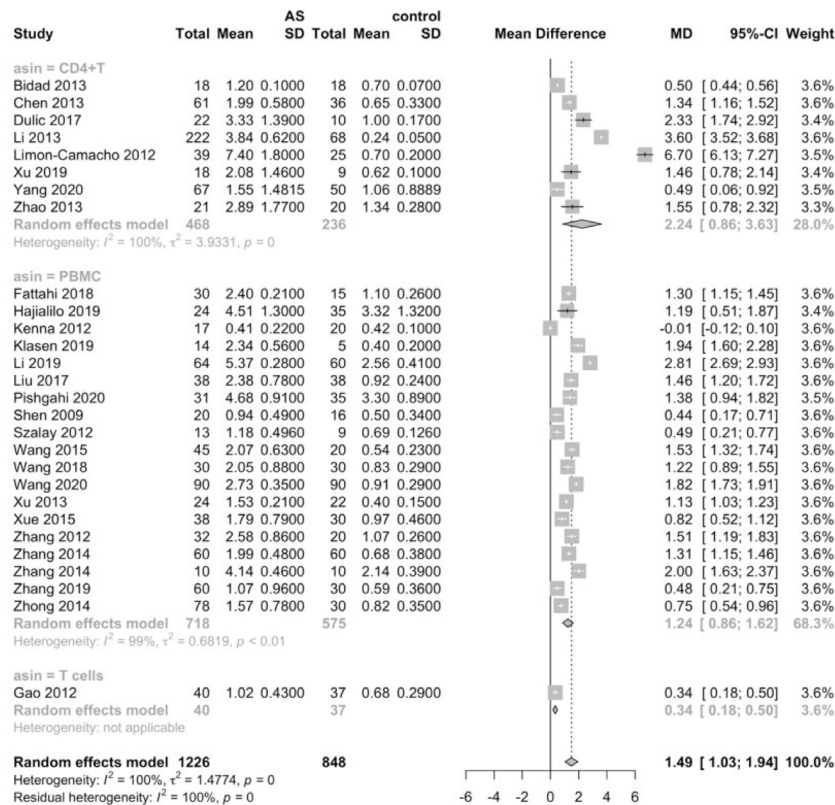 AS control
Study Total Mean SD Total Mean SD Mean Difference MD 95%-CI Weight
asin = CD4+T
Bidad 2013 18 1.20 0.1000 18 0.70 0.0700 0.50 [ 0.44; 0.56] 3.6%
Chen 2013 61 1.99 0.5800 36 0.65 0.3300 1.34 [ 1.16; 1.52] 3.6%
Dulic 2017 22 3.33 1.3900 10 1.00 0.1700 2.33 [ 1.74; 2.92] 3.4%
Li 2013 222 3.84 0.6200 68 0.24 0.0500 3.60 [ 3.52; 3.68] 3.6%
Limon-Camacho 2012 39 7.40 1.8000 25 0.70 0.2000 6.70 [ 6.13; 7.27] 3.5%
Xu 2019 18 2.08 1.4600 9 0.62 0.1000 1.46 [ 0.78; 2.14] 3.4%
Yang 2020 67 1.55 1.4815 50 1.06 0.8889 0.49 [ 0.06; 0.92] 3.6%
Zhao 2013 21 2.89 1.7700 20 1.34 0.2800 1.55 [ 0.78; 2.32] 3.3%
Random effects model 468 236 2.24 [ 0.86; 3.63] 28.0%
Heterogeneity: I² = 100%, τ² = 3.9331, p = 0
asin = PBMC
Fattahi 2018 30 2.40 0.2100 15 1.10 0.2600 1.30 [ 1.15; 1.45] 3.6%
Hajialilo 2019 24 4.51 1.3000 35 3.32 1.3200 1.19 [ 0.51; 1.87] 3.4%
Kenna 2012 17 0.41 0.2200 20 0.42 0.1000 -0.01 [-0.12; 0.10] 3.6%
Klasen 2019 14 2.34 0.5600 5 0.40 0.2000 1.94 [ 1.60; 2.28] 3.6%
Li 2019 64 5.37 0.2800 60 2.56 0.4100 2.81 [ 2.69; 2.93] 3.6%
Liu 2017 38 2.38 0.7800 38 0.92 0.2400 1.46 [ 1.20; 1.72] 3.6%
Pishgahi 2020 31 4.68 0.9100 35 3.30 0.8900 1.38 [ 0.94; 1.82] 3.6%
Shen 2009 20 0.94 0.4900 16 0.50 0.3400 0.44 [ 0.17; 0.71] 3.6%
Szalay 2012 13 1.18 0.4960 9 0.69 0.1260 0.49 [ 0.21; 0.77] 3.6%
Wang 2015 45 2.07 0.6300 20 0.54 0.2300 1.53 [ 1.32; 1.74] 3.6%
Wang 2018 30 2.05 0.8800 30 0.83 0.2900 1.22 [ 0.89; 1.55] 3.6%
Wang 2020 90 2.73 0.3500 90 0.91 0.2900 1.82 [ 1.73; 1.91] 3.6%
Xu 2013 24 1.53 0.2100 22 0.40 0.1500 1.13 [ 1.03; 1.23] 3.6%
Xue 2015 38 1.79 0.7900 30 0.97 0.4600 0.82 [ 0.52; 1.12] 3.6%
Zhang 2012 32 2.58 0.8600 20 1.07 0.2600 1.51 [ 1.19; 1.83] 3.6%
Zhang 2014 60 1.99 0.4800 60 0.68 0.3800 1.31 [ 1.15; 1.46] 3.6%
Zhang 2014 10 4.14 0.4600 10 2.14 0.3900 2.00 [ 1.63; 2.37] 3.6%
Zhang 2019 60 1.07 0.9600 30 0.59 0.3600 0.48 [ 0.21; 0.75] 3.6%
Zhong 2014 78 1.57 0.7800 30 0.82 0.3500 0.75 [ 0.54; 0.96] 3.6%
Random effects model 718 575 1.24 [ 0.86; 1.62] 68.3%
Heterogeneity: I² = 99%, τ² = 0.6819, p < 0.01
asin = T cells
Gao 2012 40 1.02 0.4300 37 0.68 0.2900 0.34 [ 0.18; 0.50] 3.6%
Random effects model 40 37 0.34 [ 0.18; 0.50] 3.6%
Heterogeneity: not applicable
Random effects model 1226 848 1.49 [ 1.03; 1.94] 100.0%
Heterogeneity: I² = 100%, τ² = 1.4774, p = 0
Residual heterogeneity: I² = 100%, p = 0
-6 -4 -2 0 2 4 6